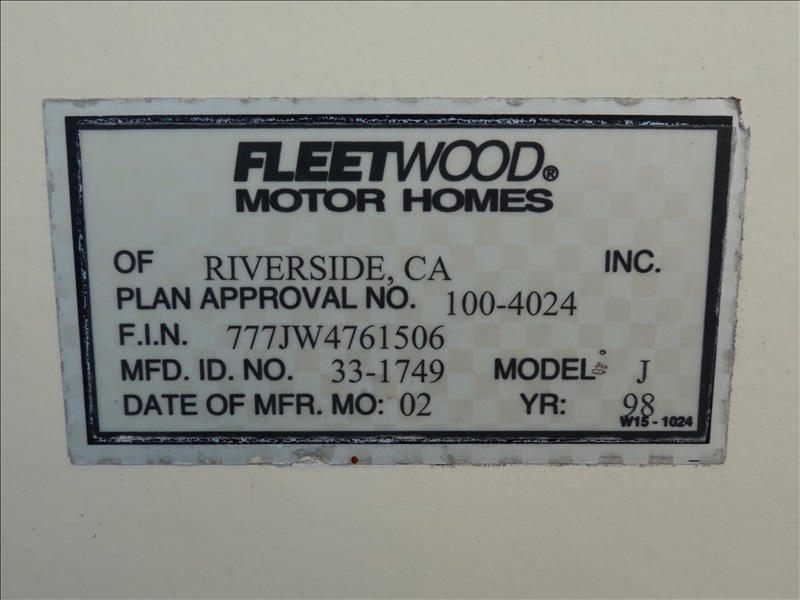 FLEETWOOD®
MOTOR HOMES
OF RIVERSIDE, CA INC.
PLAN APPROVAL NO. 100-4024
F.I.N. 777JW4761506
MFD. ID. NO. 33-1749 MODEL: J
DATE OF MFR. MO: 02 YR: 98
W15-1024